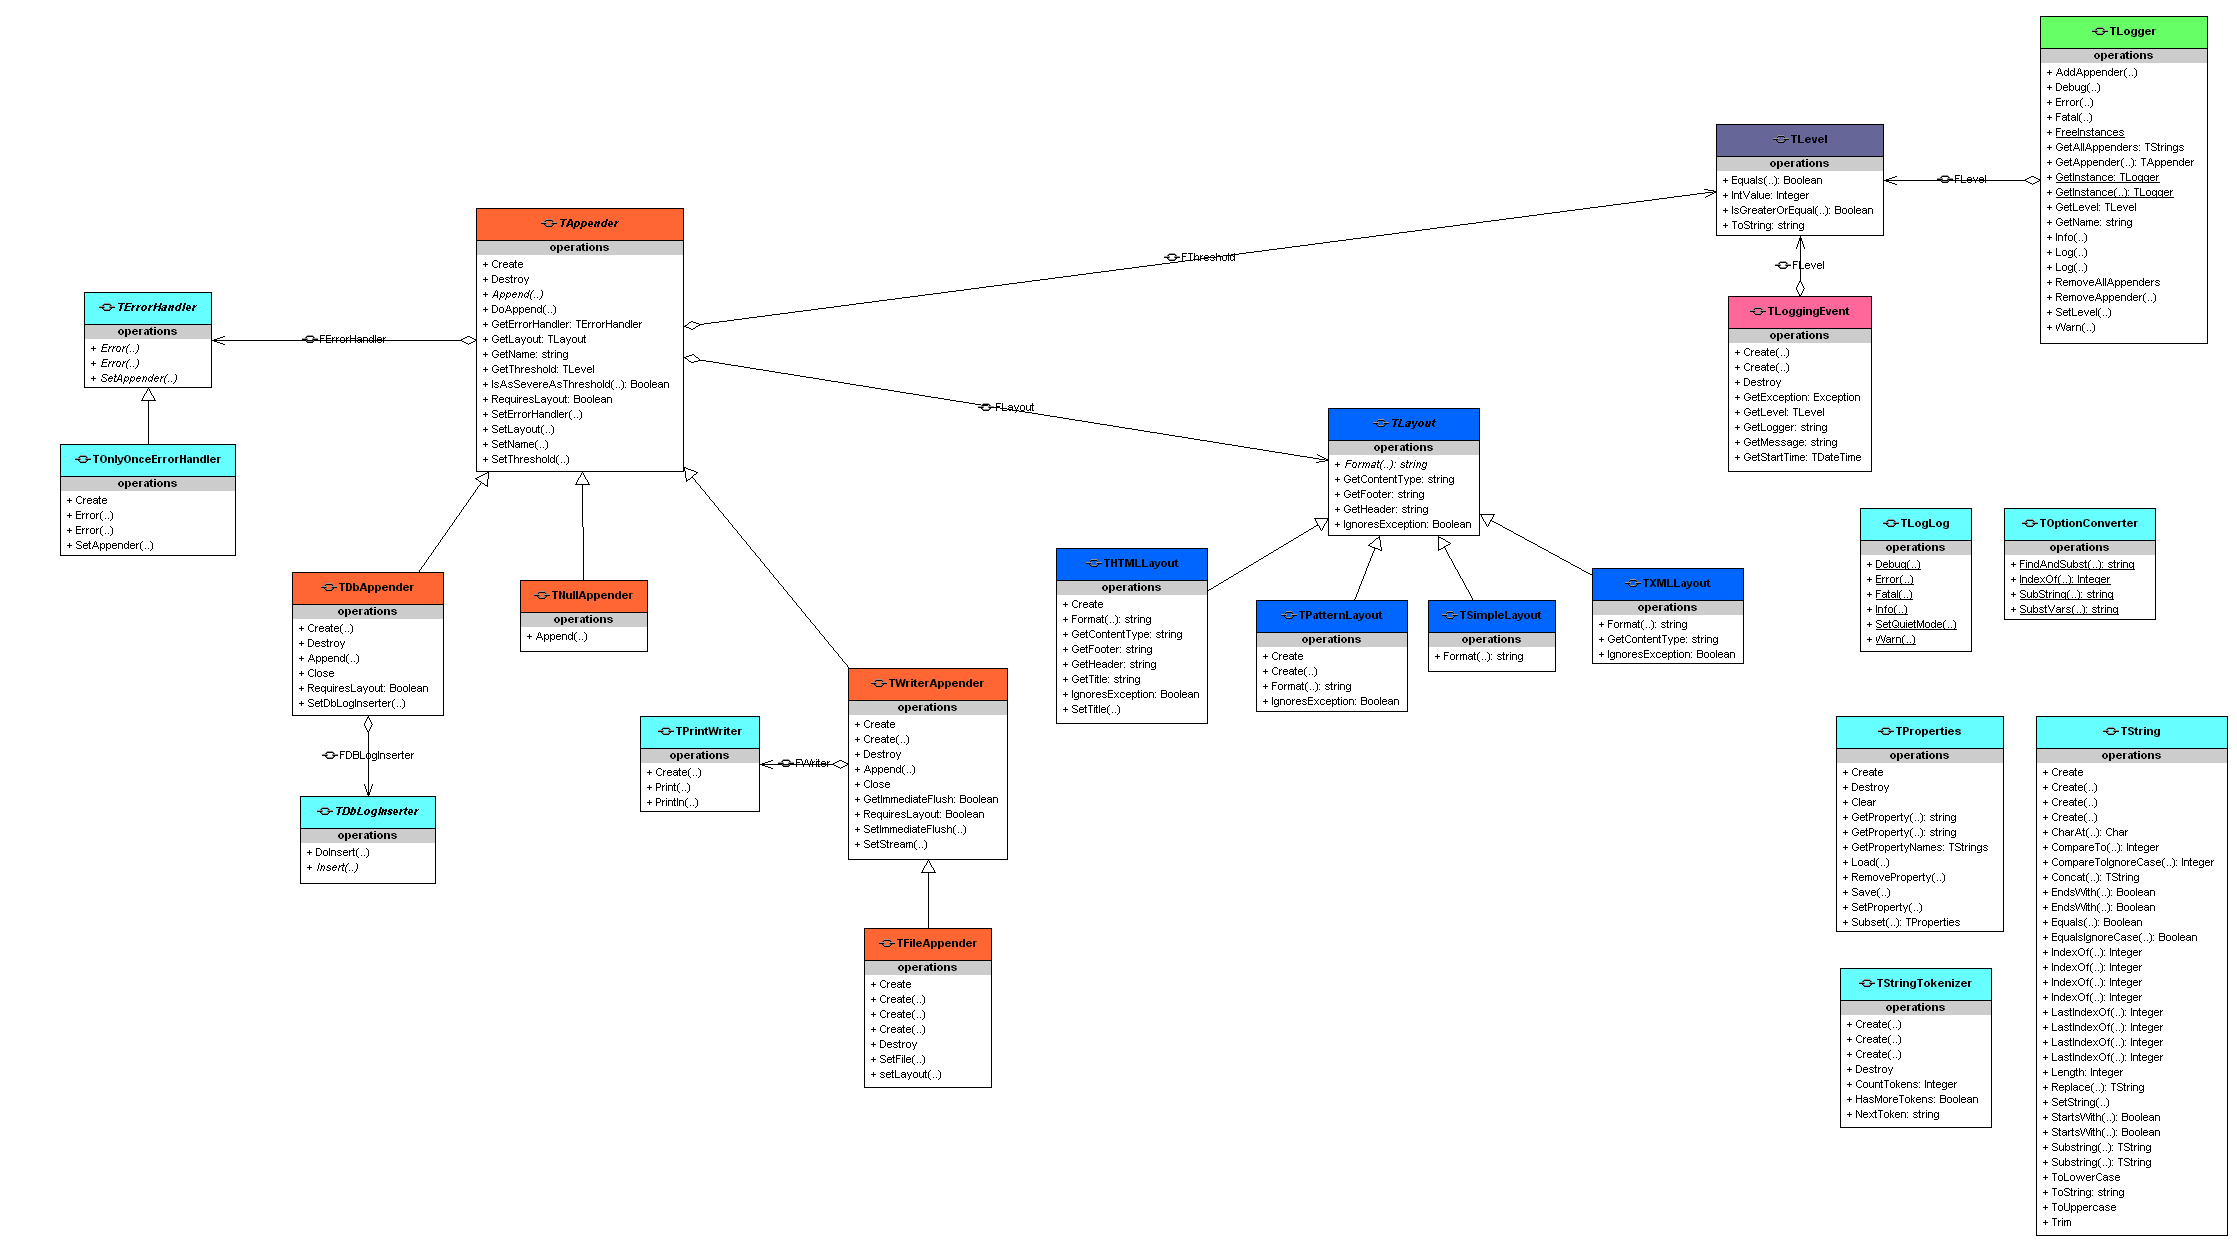 TLogger
operations
+ AddAppender(..)
+ Debug(..)
+ Error(..)
+ Fatal(..)
+ FreeInstances
+ GetAllAppenders: TStrings
+ GetAppender(..): TAppender
+ GetInstance: TLogger
+ GetInstance(..): TLogger
+ GetLevel: TLevel
+ GetName: string
+ Info(..)
+ Log(..)
+ Log(..)
+ RemoveAllAppenders
+ RemoveAppender(..)
+ SetLevel(..)
+ Warn(..)
FLevel
TLevel
operations
+ Equals(..): Boolean
+ IntValue: Integer
+ IsGreaterOrEqual(..): Boolean
+ ToString: string
FLevel
TLoggingEvent
operations
+ Create(..)
+ Create(..)
+ Destroy
+ GetException: Exception
+ GetLevel: TLevel
+ GetLogger: string
+ GetMessage: string
+ GetStartTime: TDateTime
FThreshold
TAppender
operations
+ Create
+ Destroy
+ Append(..)
+ DoAppend(..)
+ GetErrorHandler: TErrorHandler
+ GetLayout: TLayout
+ GetName: string
+ GetThreshold: TLevel
+ IsAsSevereAsThreshold(..): Boolean
+ RequiresLayout: Boolean
+ SetErrorHandler(..)
+ SetLayout(..)
+ SetName(..)
+ SetThreshold(..)
FErrorHandler
TErrorHandler
operations
+ Error(..)
+ Error(..)
+ SetAppender(..)
TOnlyOnceErrorHandler
operations
+ Create
+ Error(..)
+ Error(..)
+ SetAppender(..)
FLayout
TLayout
operations
+ Format(..): string
+ GetContentType: string
+ GetFooter: string
+ GetHeader: string
+ IgnoresException: Boolean
TDbAppender
operations
+ Create(..)
+ Destroy
+ Append(..)
+ Close
+ RequiresLayout: Boolean
+ SetDbLogInserter(..)
FDBLogInserter
TDbLogInserter
operations
+ DoInsert(..)
+ Insert(..)
TNullAppender
operations
+ Append(..)
TWriterAppender
operations
+ Create
+ Create(..)
+ Destroy
+ Append(..)
+ Close
+ GetImmediateFlush: Boolean
+ RequiresLayout: Boolean
+ SetImmediateFlush(..)
+ SetStream(..)
FWriter
TPrintWriter
operations
+ Create(..)
+ Print(..)
+ Println(..)
TFileAppender
operations
+ Create
+ Create(..)
+ Create(..)
+ Create(..)
+ Destroy
+ SetFile(..)
+ setLayout(..)
THTMLLayout
operations
+ Create
+ Format(..): string
+ GetContentType: string
+ GetFooter: string
+ GetHeader: string
+ GetTitle: string
+ IgnoresException: Boolean
+ SetTitle(..)
TPatternLayout
operations
+ Create
+ Create(..)
+ Format(..): string
+ IgnoresException: Boolean
TSimpleLayout
operations
+ Format(..): string
TXMLLayout
operations
+ Format(..): string
+ GetContentType: string
+ IgnoresException: Boolean
TLogLog
operations
+ Debug(..)
+ Error(..)
+ Fatal(..)
+ Info(..)
+ SetQuietMode(..)
+ Warn(..)
TOptionConverter
operations
+ FindAndSubst(..): string
+ IndexOf(..): Integer
+ SubString(..): string
+ SubstVars(..): string
TProperties
operations
+ Create
+ Destroy
+ Clear
+ GetProperty(..): string
+ GetProperty(..): string
+ GetPropertyNames: TStrings
+ Load(..)
+ RemoveProperty(..)
+ Save(..)
+ SetProperty(..)
+ Subset(..): TProperties
TString
operations
+ Create
+ Create(..)
+ Create(..)
+ Create(..)
+ CharAt(..): Char
+ CompareTo(..): Integer
+ CompareToIgnoreCase(..): Integer
+ Concat(..): TString
+ EndsWith(..): Boolean
+ EndsWith(..): Boolean
+ Equals(..): Boolean
+ EqualsIgnoreCase(..): Boolean
+ IndexOf(..): Integer
+ IndexOf(..): Integer
+ IndexOf(..): Integer
+ IndexOf(..): Integer
+ LastIndexOf(..): Integer
+ LastIndexOf(..): Integer
+ LastIndexOf(..): Integer
+ LastIndexOf(..): Integer
+ Length: Integer
+ Replace(..): TString
+ SetString(..)
+ StartsWith(..): Boolean
+ StartsWith(..): Boolean
+ Substring(..): TString
+ Substring(..): TString
+ ToLowerCase
+ ToString: string
+ ToUppercase
+ Trim
TStringTokenizer
operations
+ Create(..)
+ Create(..)
+ Create(..)
+ Destroy
+ CountTokens: Integer
+ HasMoreTokens: Boolean
+ NextToken: string